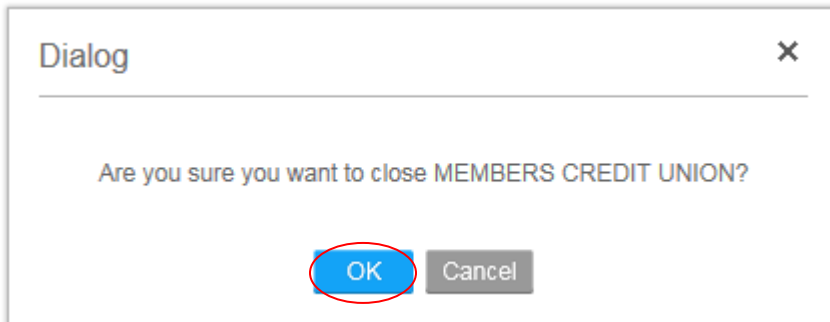 Dialog
Are you sure you want to close MEMBERS CREDIT UNION?
OK Cancel